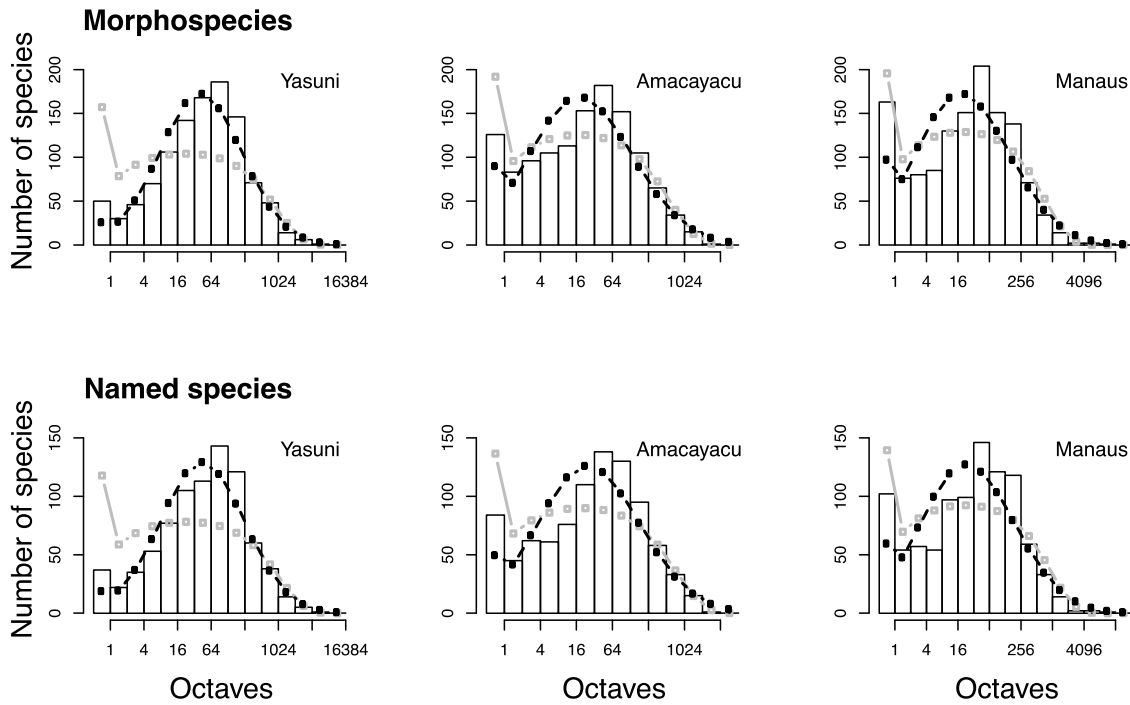 Morphospecies
Number of species
200
150
100
50
0
Yasuni
1 4 16 64 1024 16384
200
150
100
50
0
Amacayacu
1 4 16 64 1024
200
150
100
50
0
Manaus
1 4 16 256 4096
Named species
Number of species
150
100
50
0
Yasuni
1 4 16 64 1024 16384
Octaves
150
100
50
0
Amacayacu
1 4 16 64 1024
Octaves
150
100
50
0
Manaus
1 4 16 256 4096
Octaves